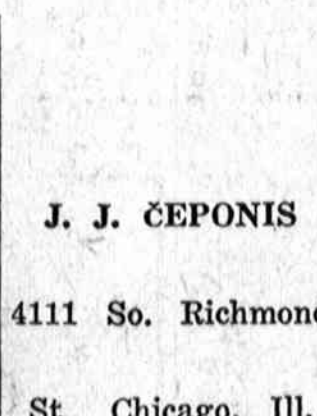 J. J. ČEPONIS
4111 So. Richmond
St. Chicago, Ill.